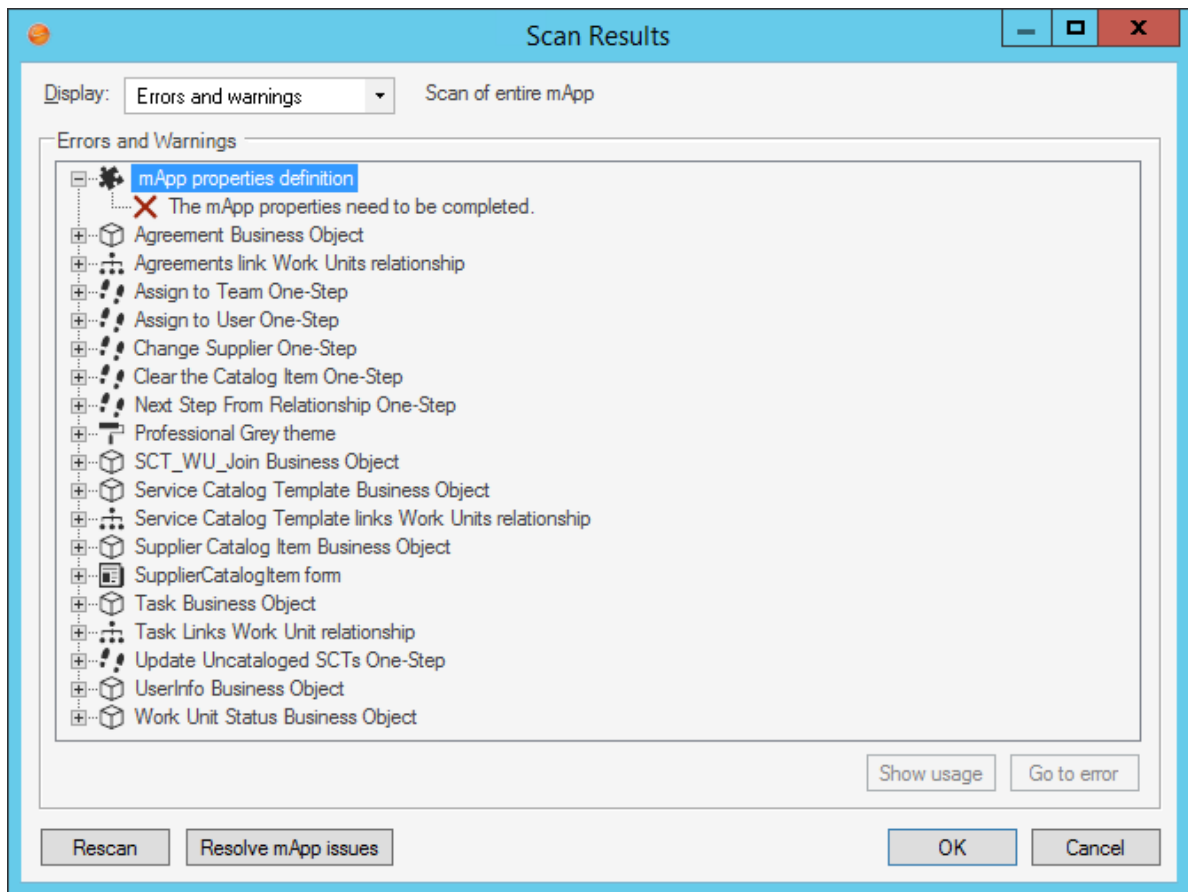 Scan Results
Display: Errors and warnings Scan of entire mApp
Errors and Warnings
mApp properties definition
The mApp properties need to be completed.
Agreement Business Object
Agreements link Work Units relationship
Assign to Team One-Step
Assign to User One-Step
Change Supplier One-Step
Clear the Catalog Item One-Step
Next Step From Relationship One-Step
Professional Grey theme
SCT_WU_Join Business Object
Service Catalog Template Business Object
Service Catalog Template links Work Units relationship
Supplier Catalog Item Business Object
SupplierCatalogItem form
Task Business Object
Task Links Work Unit relationship
Update Uncataloged SCTs One-Step
UserInfo Business Object
Work Unit Status Business Object
Show usage Go to error
Rescan Resolve mApp issues OK Cancel